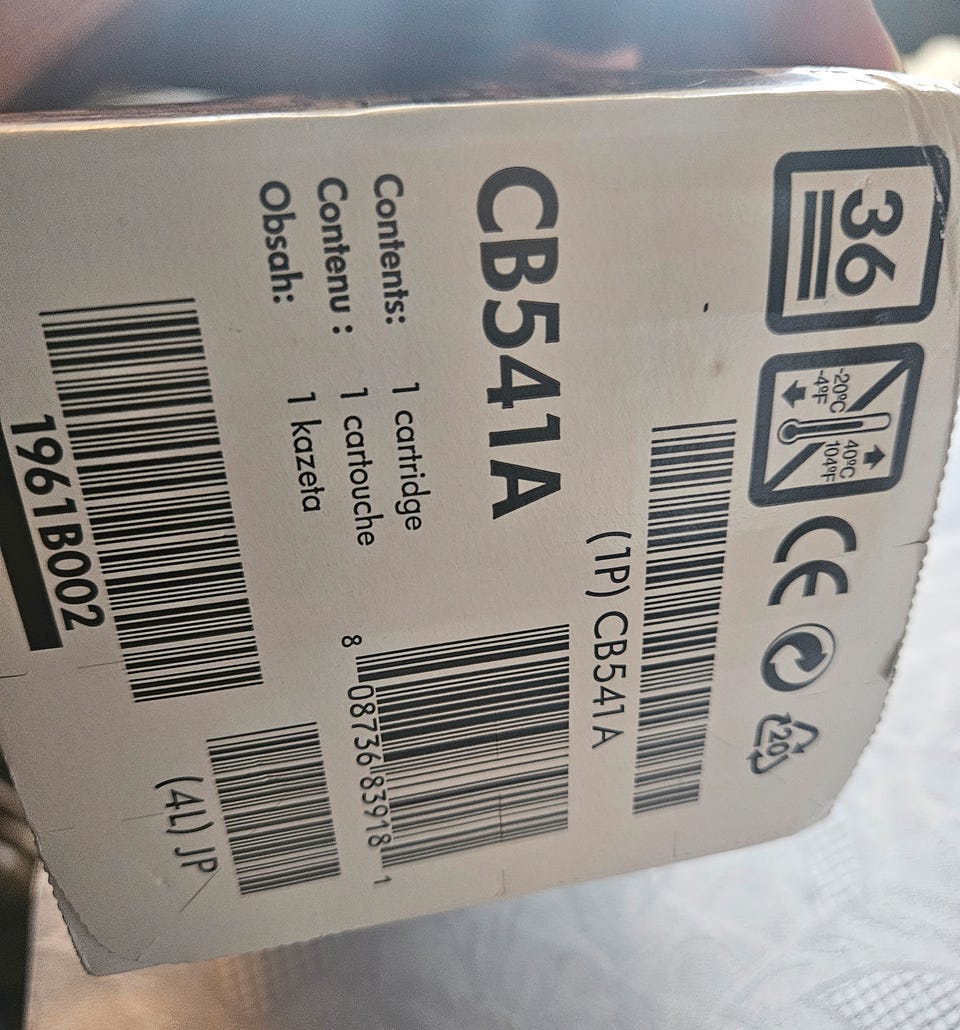 36
-20°C
-4°F
40°C
104°F
CE
20
(1P) CB541A
CB541A
Contents: 1 cartridge
Contenu : 1 cartouche
Obsah: 1 kazeta
8 08736 83918 1
1961B002
(4L) JP